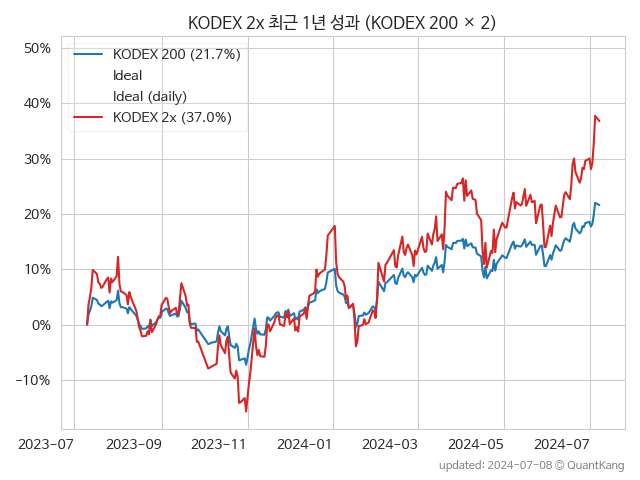 KODEX 2x 최근 1년 성과 (KODEX 200 × 2)
KODEX 200 (21.7%)
Ideal
Ideal (daily)
KODEX 2x (37.0%)
50%
40%
30%
20%
10%
0%
−10%
2023-07 2023-09 2023-11 2024-01 2024-03 2024-05 2024-07
updated: 2024-07-08 © QuantKang